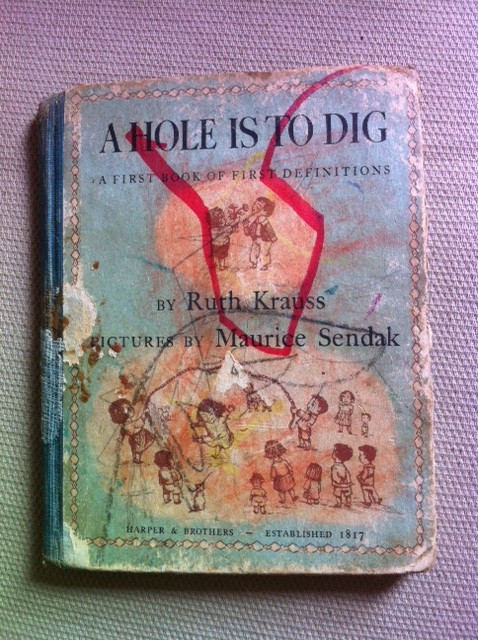 A HOLE IS TO DIG
A FIRST BOOK OF FIRST DEFINITIONS
BY Ruth Krauss
PICTURES BY Maurice Sendak
HARPER & BROTHERS – ESTABLISHED 1817